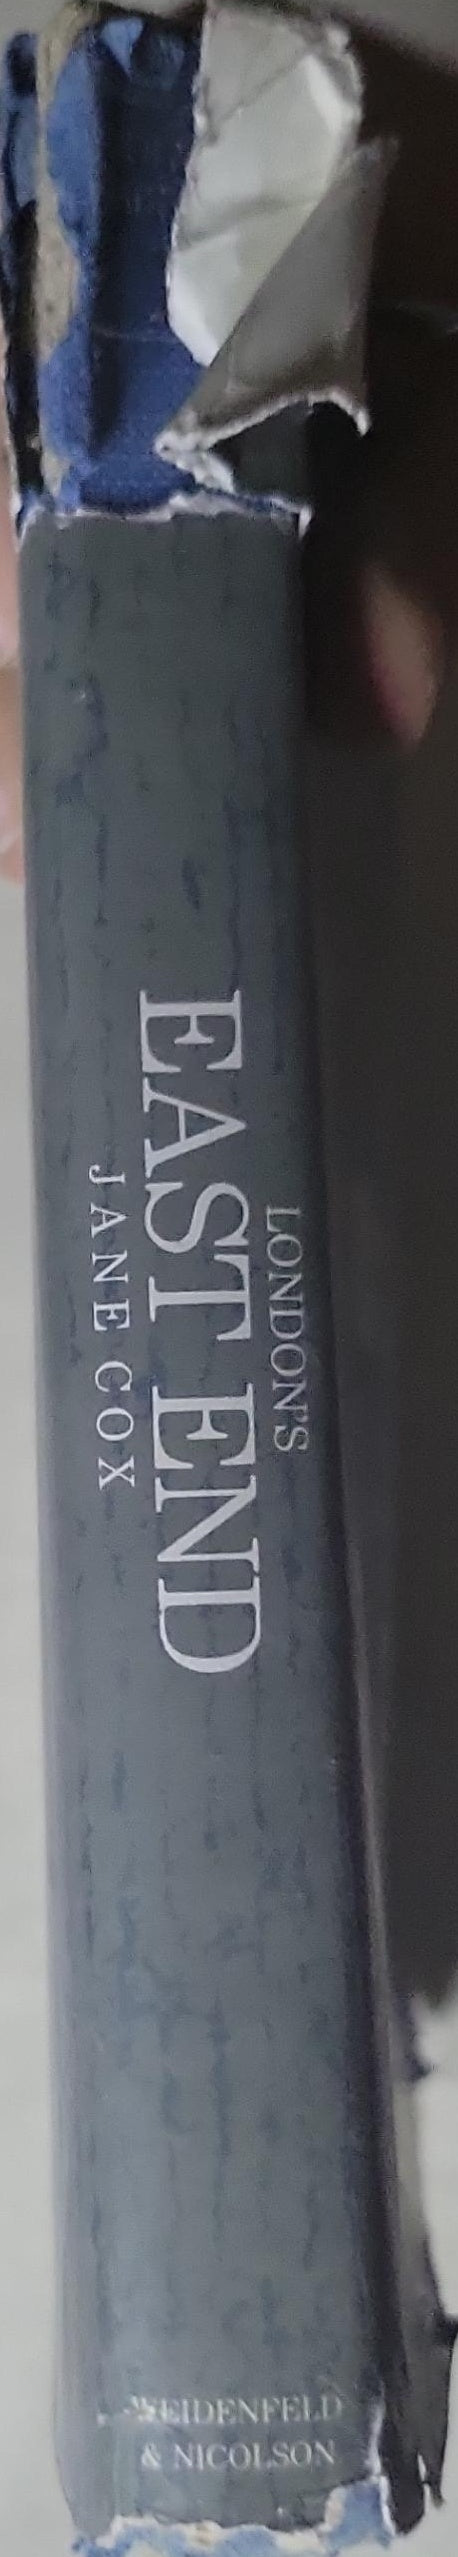 LONDON'S
EAST END
JANE COX
WEIDENFELD
& NICOLSON